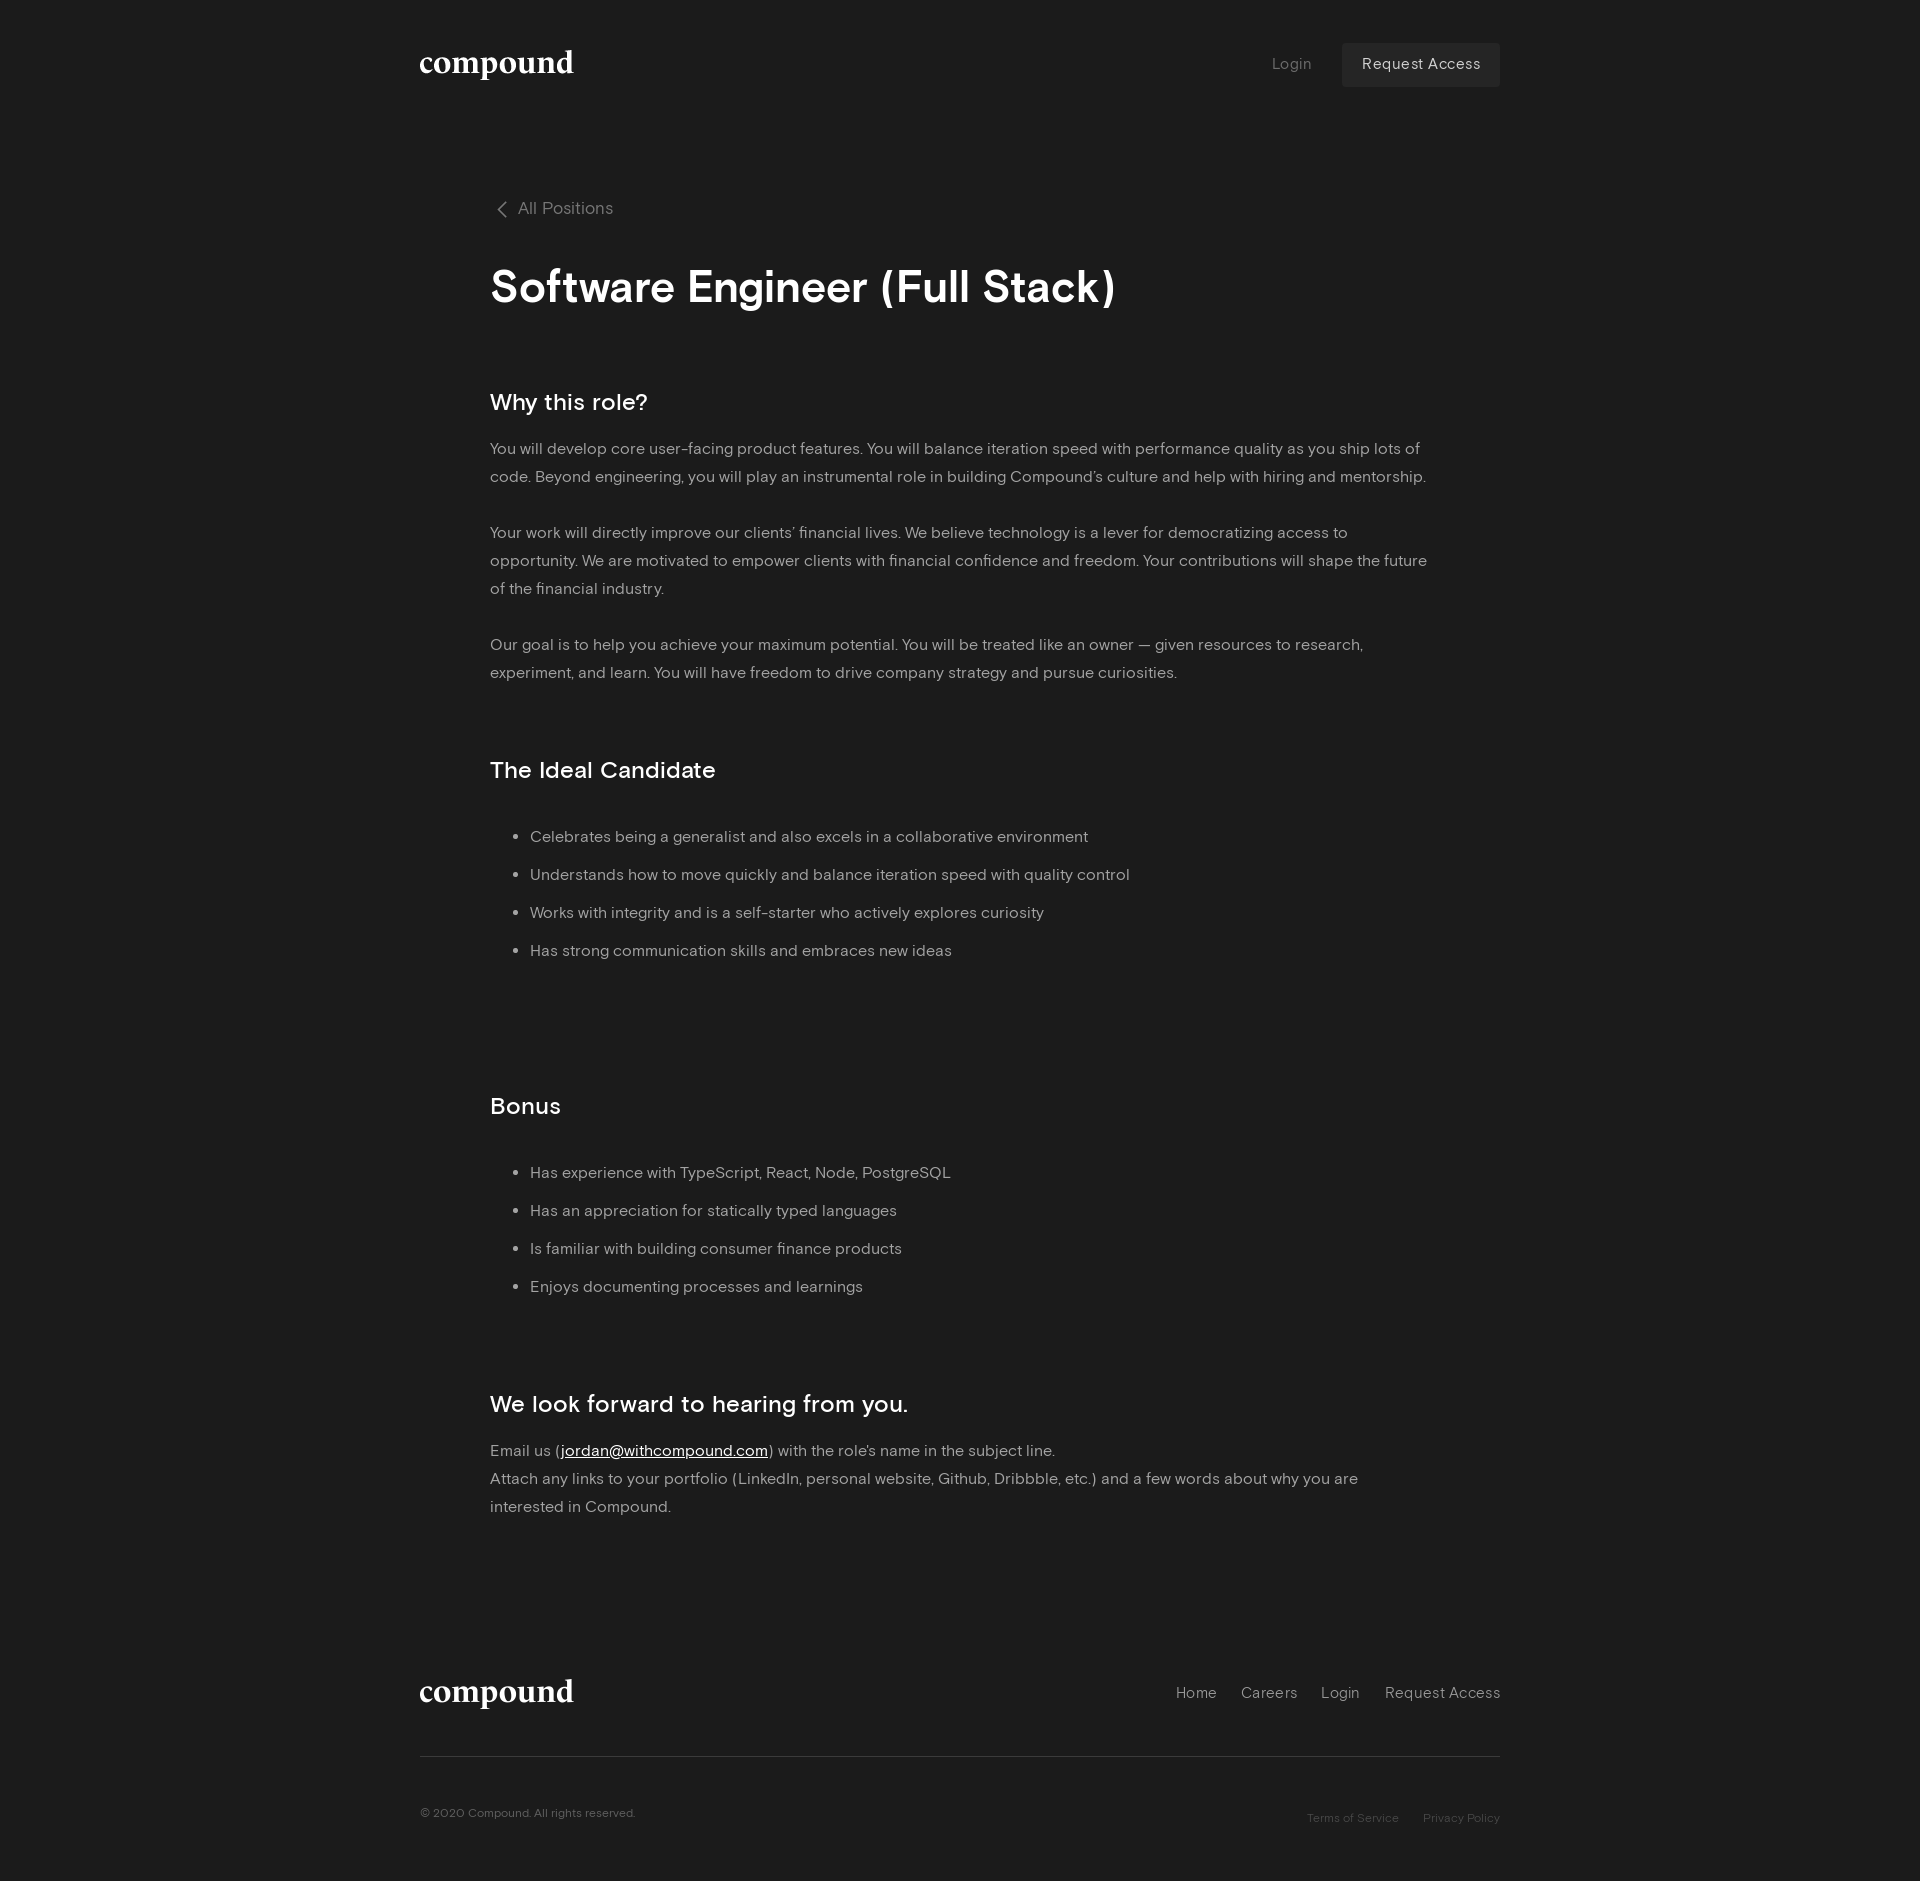 compound
Login
Request Access
All Positions
Software Engineer (Full Stack)
Why this role?
You will develop core user-facing product features. You will balance iteration speed with performance quality as you ship lots of
code. Beyond engineering, you will play an instrumental role in building Compound’s culture and help with hiring and mentorship.
Your work will directly improve our clients’ financial lives. We believe technology is a lever for democratizing access to
opportunity. We are motivated to empower clients with financial confidence and freedom. Your contributions will shape the future
of the financial industry.
Our goal is to help you achieve your maximum potential. You will be treated like an owner — given resources to research,
experiment, and learn. You will have freedom to drive company strategy and pursue curiosities.
The Ideal Candidate
• Celebrates being a generalist and also excels in a collaborative environment
• Understands how to move quickly and balance iteration speed with quality control
• Works with integrity and is a self-starter who actively explores curiosity
• Has strong communication skills and embraces new ideas
Bonus
• Has experience with TypeScript, React, Node, PostgreSQL
• Has an appreciation for statically typed languages
• Is familiar with building consumer finance products
• Enjoys documenting processes and learnings
We look forward to hearing from you.
Email us (jordan@withcompound.com) with the role's name in the subject line.
Attach any links to your portfolio (LinkedIn, personal website, Github, Dribbble, etc.) and a few words about why you are
interested in Compound.
compound
Home
Careers
Login
Request Access
© 2020 Compound. All rights reserved.
Terms of Service
Privacy Policy